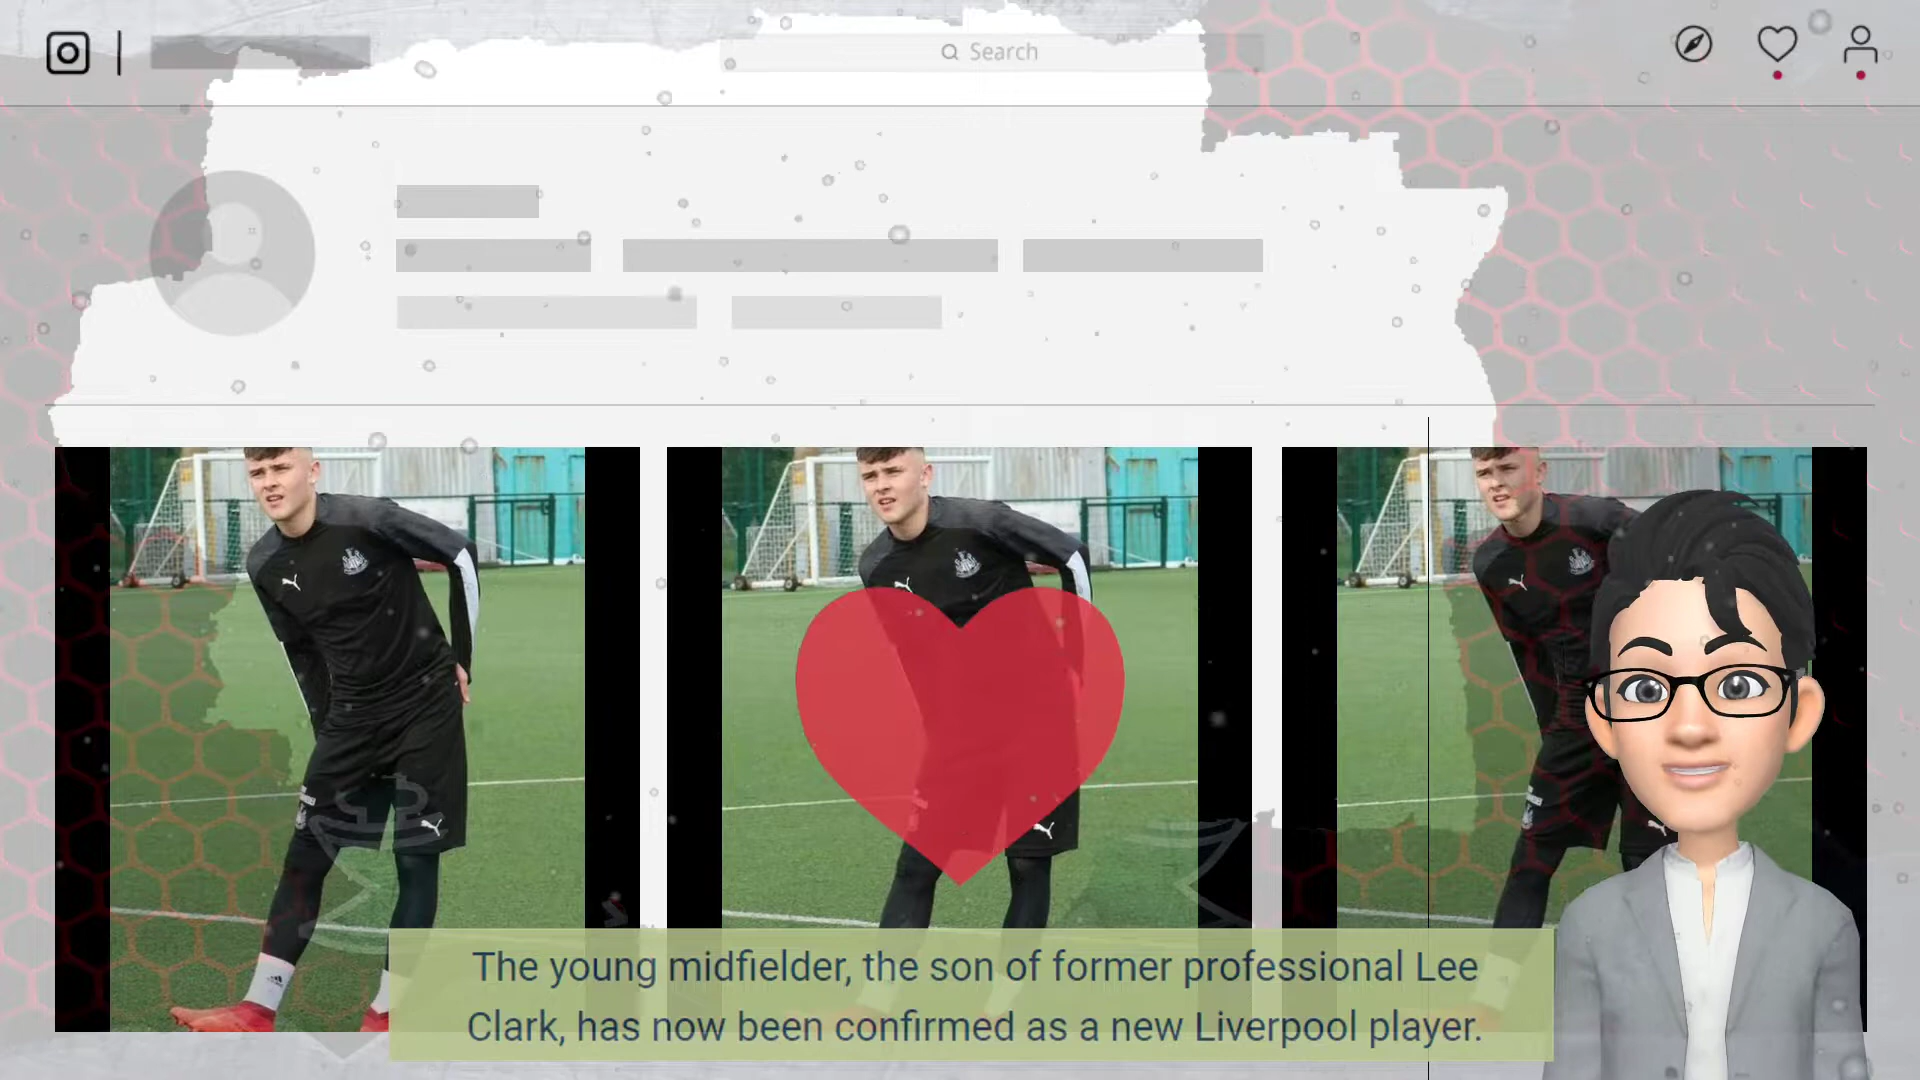 Search
The young midfielder, the son of former professional Lee
Clark, has now been confirmed as a new Liverpool player.